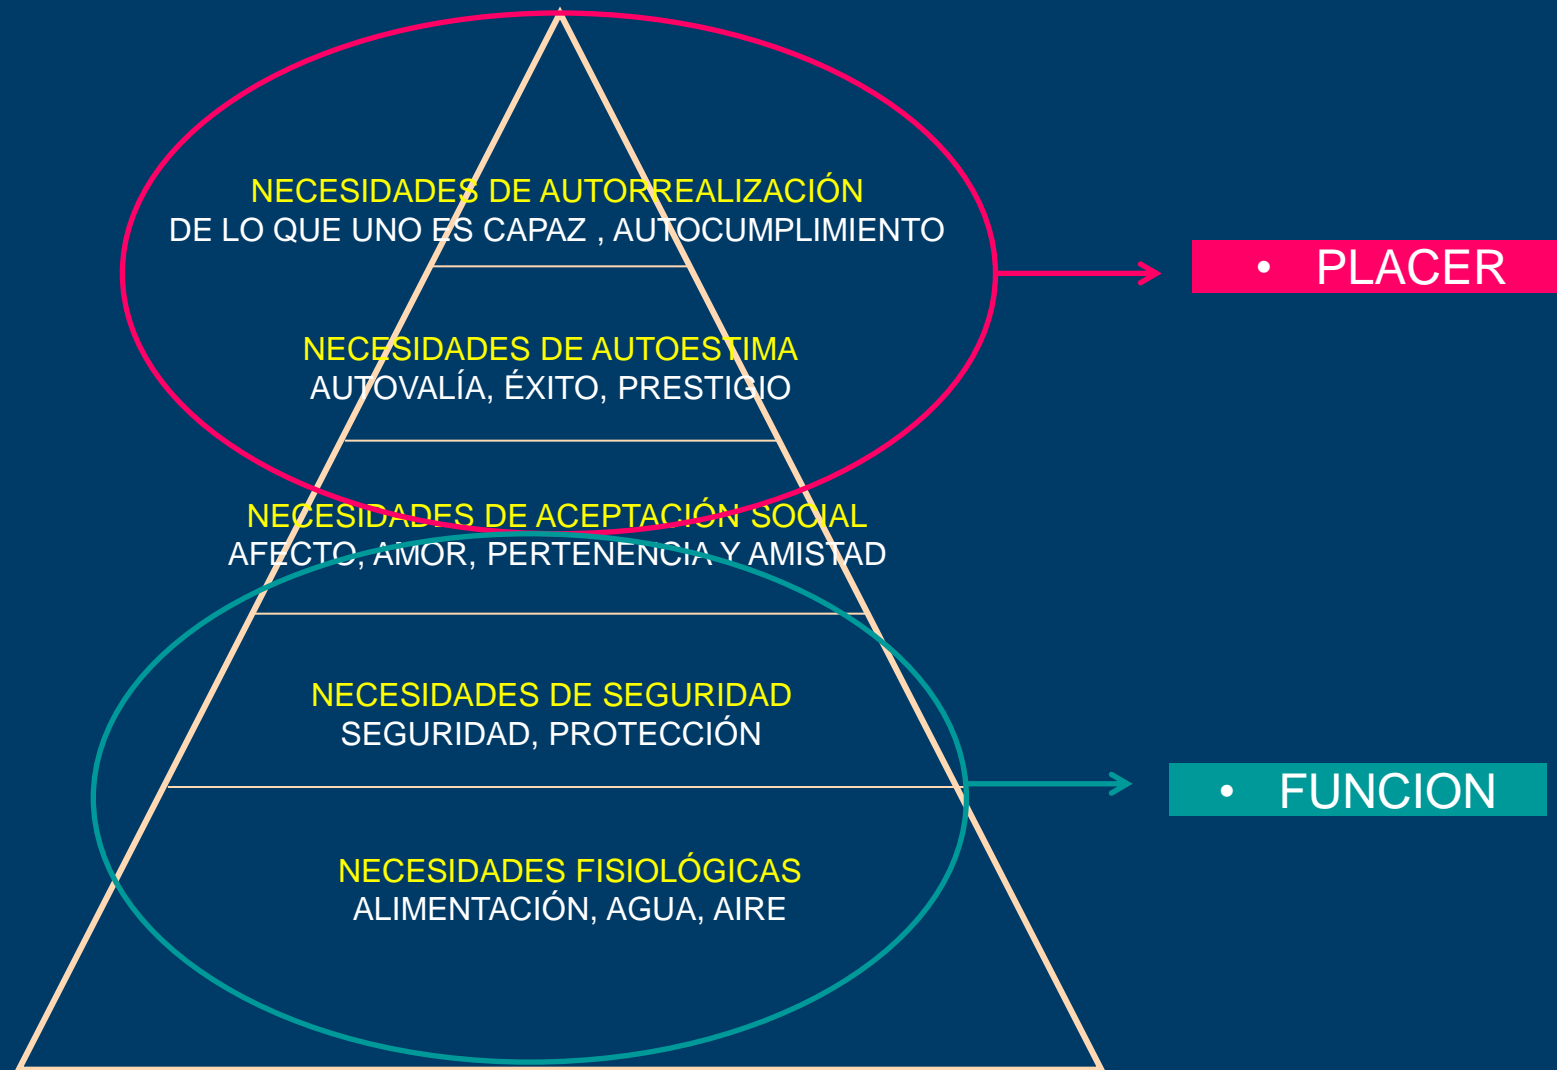 NECESIDADES DE AUTORREALIZACIÓN
DE LO QUE UNO ES CAPAZ , AUTOCUMPLIMIENTO
• PLACER
NECESIDADES DE AUTOESTIMA
AUTOVALÍA, ÉXITO, PRESTIGIO
NECESIDADES DE ACEPTACIÓN SOCIAL
AFECTO, AMOR, PERTENENCIA Y AMISTAD
NECESIDADES DE SEGURIDAD
SEGURIDAD, PROTECCIÓN
• FUNCION
NECESIDADES FISIOLÓGICAS
ALIMENTACIÓN, AGUA, AIRE